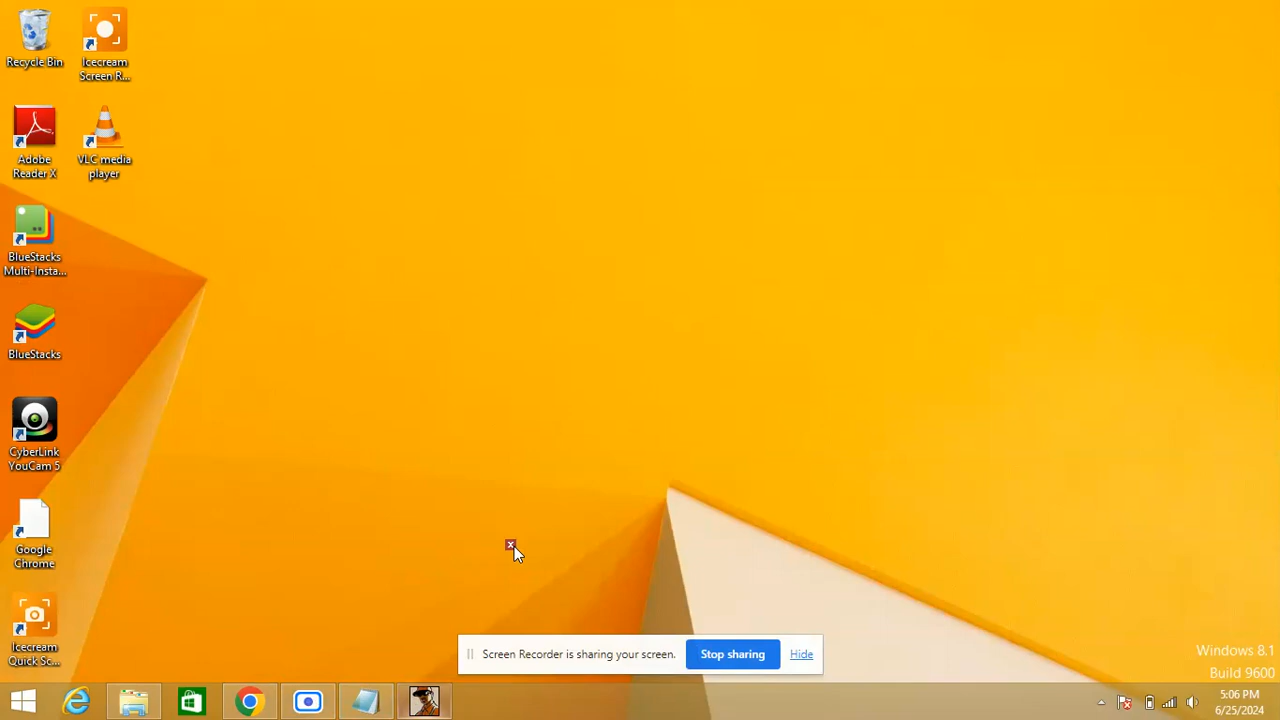 Recycle Bin
Icecream
Screen R...
Adobe
Reader X
VLC media
player
BlueStacks
Multi-Insta...
BlueStacks
CyberLink
YouCam 5
Google
Chrome
Icecream
Quick Sc...
Screen Recorder is sharing your screen.
Stop sharing
Hide
Windows 8.1
Build 9600
5:06 PM
6/25/2024